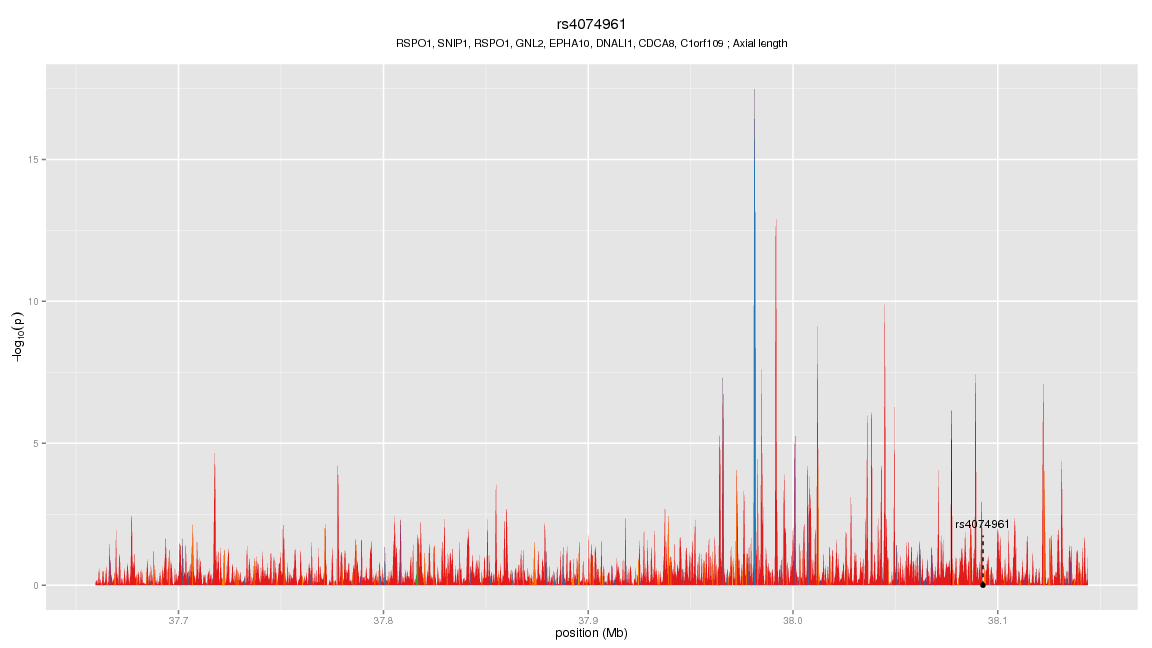 rs4074961
RSPO1, SNIP1, RSPO1, GNL2, EPHA10, DNALI1, CDCA8, C1orf109 ; Axial length
15
10
5
0
−log10(p)
rs4074961
37.7 37.8 37.9 38.0 38.1
position (Mb)